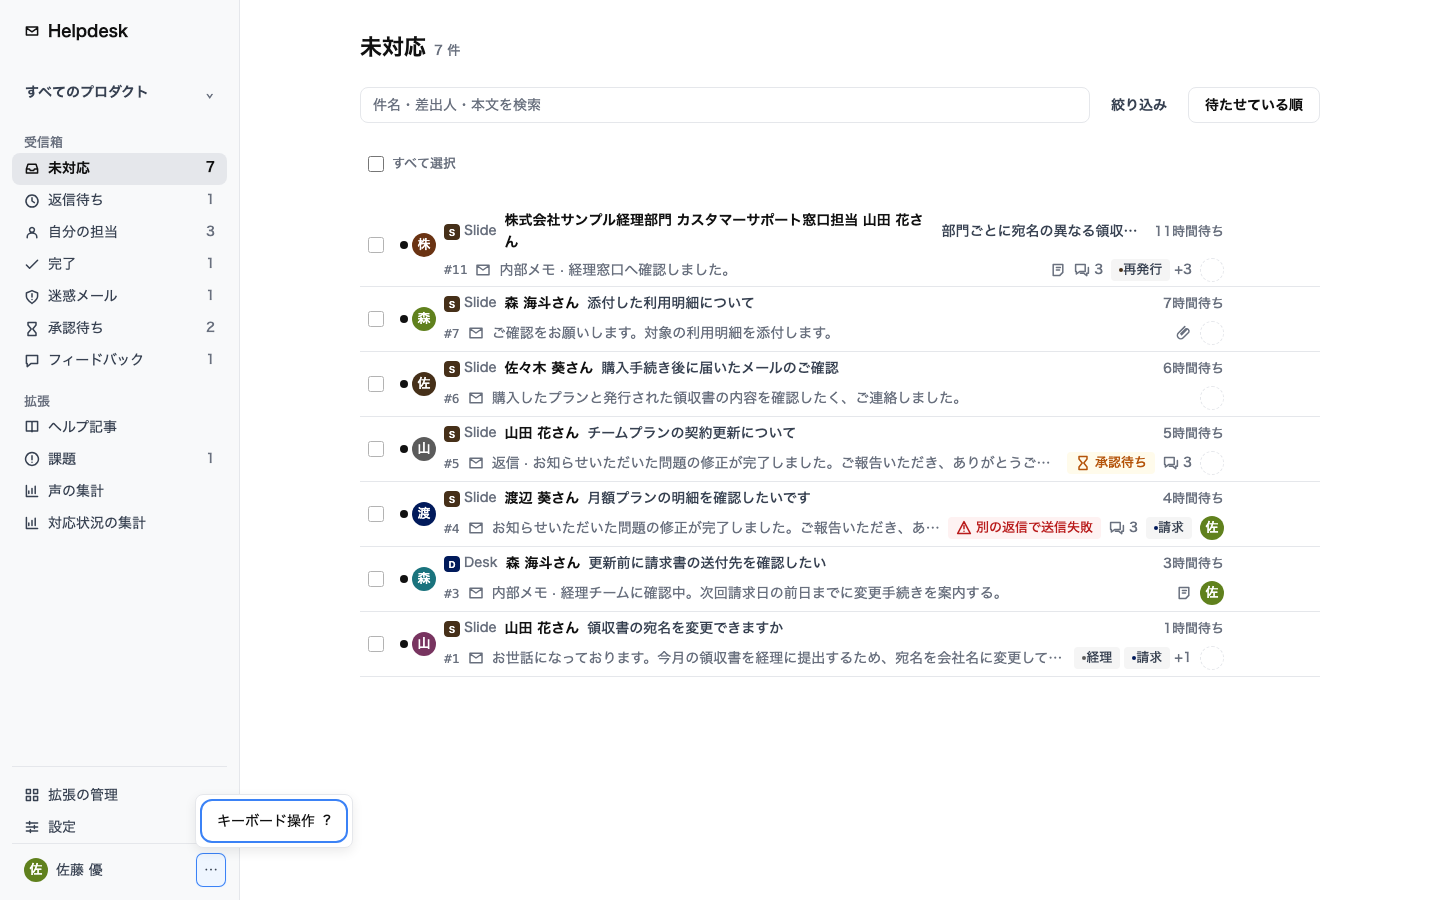 Helpdesk
すべてのプロダクト
受信箱
未対応 7
返信待ち 1
自分の担当 3
完了 1
迷惑メール 1
承認待ち 2
フィードバック 1
拡張
ヘルプ記事
課題 1
声の集計
対応状況の集計
拡張の管理
設定
佐 佐藤 優 …
キーボード操作 ?
未対応 7 件
件名・差出人・本文を検索 絞り込み 待たせている順
すべて選択
株 S Slide 株式会社サンプル経理部門 カスタマーサポート窓口担当 山田 花さ
ん
部門ごとに宛名の異なる領収… 11時間待ち
#11 内部メモ · 経理窓口へ確認しました。 3 •再発行 +3
森 S Slide 森 海斗さん 添付した利用明細について 7時間待ち
#7 ご確認をお願いします。対象の利用明細を添付します。
佐 S Slide 佐々木 葵さん 購入手続き後に届いたメールのご確認 6時間待ち
#6 購入したプランと発行された領収書の内容を確認したく、ご連絡しました。
山 S Slide 山田 花さん チームプランの契約更新について 5時間待ち
#5 返信 · お知らせいただいた問題の修正が完了しました。ご報告いただき、ありがとうご… 承認待ち 3
渡 S Slide 渡辺 葵さん 月額プランの明細を確認したいです 4時間待ち
#4 お知らせいただいた問題の修正が完了しました。ご報告いただき、あ… 別の返信で送信失敗 3 •請求 佐
森 D Desk 森 海斗さん 更新前に請求書の送付先を確認したい 3時間待ち
#3 内部メモ · 経理チームに確認中。次回請求日の前日までに変更手続きを案内する。 佐
山 S Slide 山田 花さん 領収書の宛名を変更できますか 1時間待ち
#1 お世話になっております。今月の領収書を経理に提出するため、宛名を会社名に変更して… •経理 •請求 +1